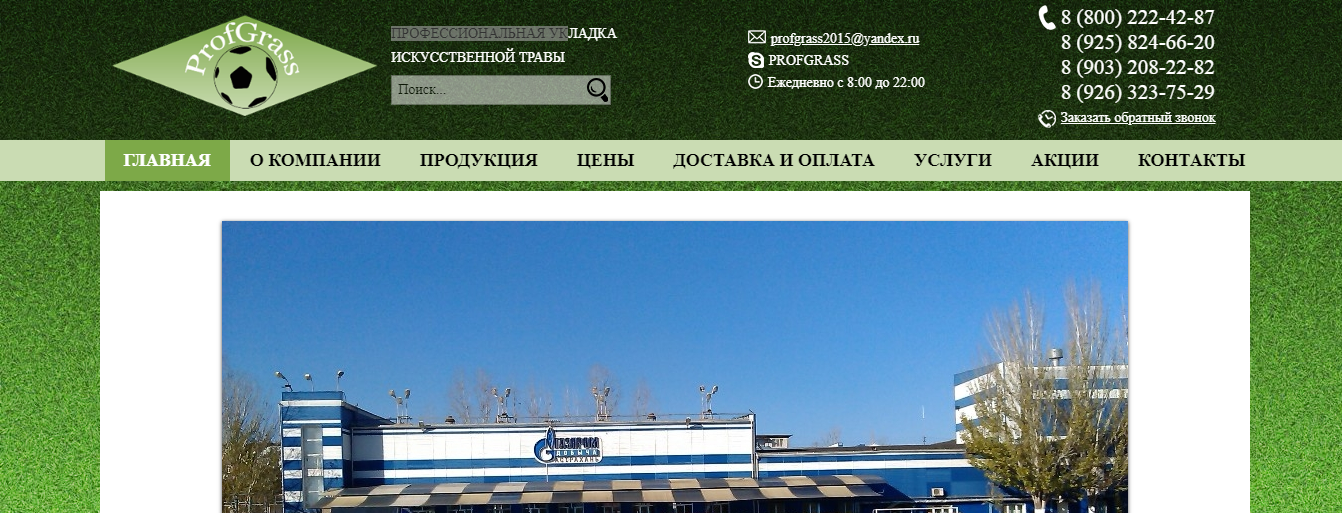 ProfGrass
ПРОФЕССИОНАЛЬНАЯ УКЛАДКА
ИСКУССТВЕННОЙ ТРАВЫ
Поиск...
profgrass2015@yandex.ru
PROFGRASS
Ежедневно с 8:00 до 22:00
8 (800) 222-42-87
8 (925) 824-66-20
8 (903) 208-22-82
8 (926) 323-75-29
Заказать обратный звонок
ГЛАВНАЯ О КОМПАНИИ ПРОДУКЦИЯ ЦЕНЫ ДОСТАВКА И ОПЛАТА УСЛУГИ АКЦИИ КОНТАКТЫ
ГАЗПРОМ
ДОБЫЧА
АСТРАХАНЬ